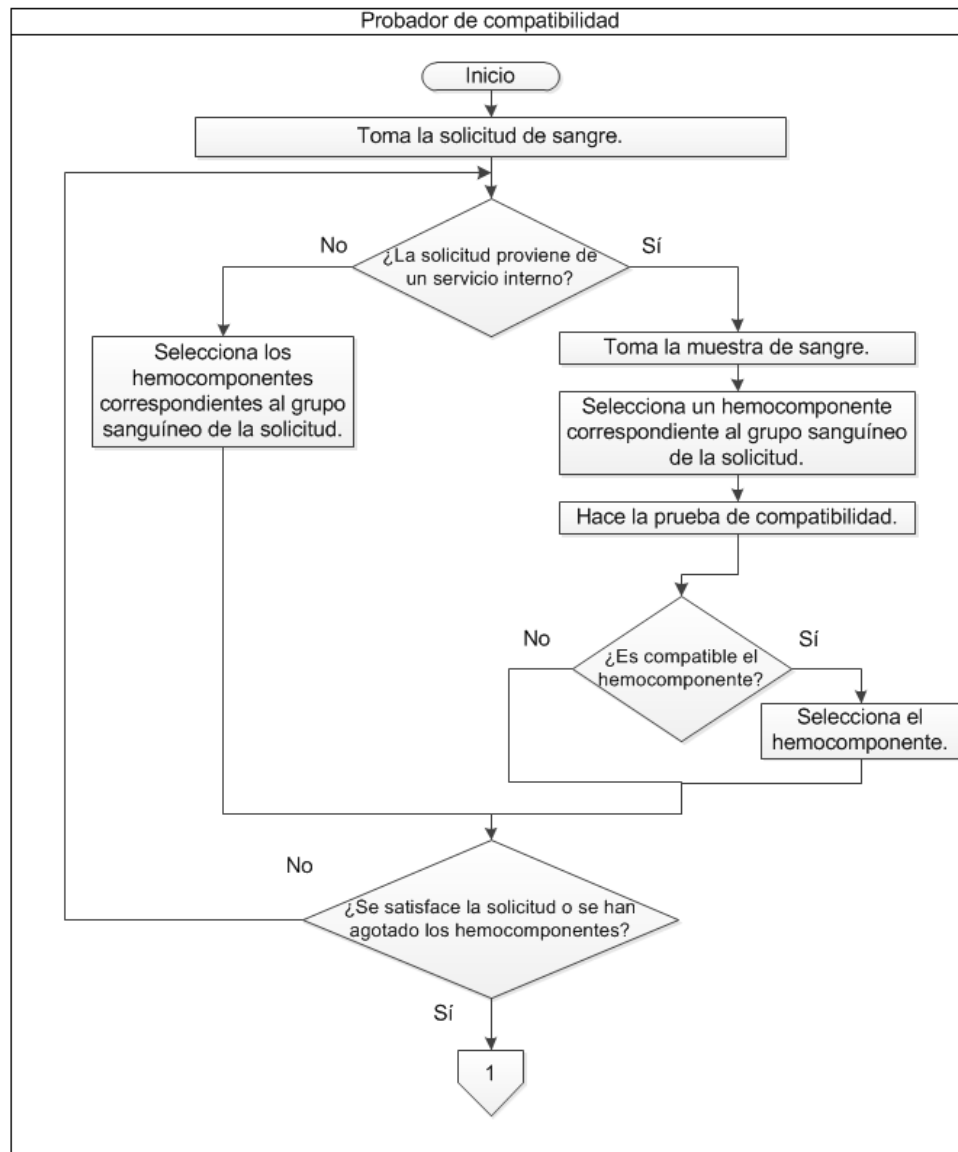 Probador de compatibilidad
Inicio
Toma la solicitud de sangre.
No
Sí
¿La solicitud proviene de
un servicio interno?
Selecciona los
hemocomponentes
correspondientes al grupo
sanguíneo de la solicitud.
Toma la muestra de sangre.
Selecciona un hemocomponente
correspondiente al grupo sanguíneo
de la solicitud.
Hace la prueba de compatibilidad.
No
Sí
¿Es compatible el
hemocomponente?
Selecciona el
hemocomponente.
No
¿Se satisface la solicitud o se han
agotado los hemocomponentes?
Sí
1